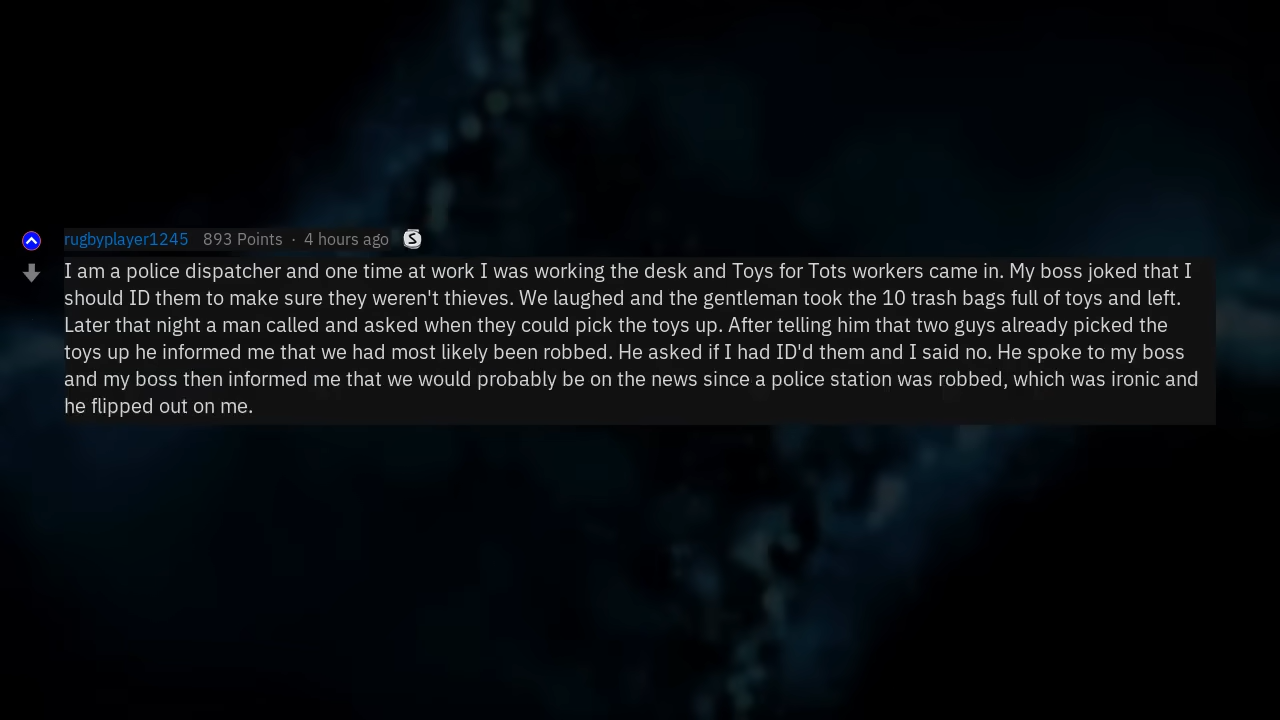 rugbyplayer1245 893 Points · 4 hours ago S
I am a police dispatcher and one time at work I was working the desk and Toys for Tots workers came in. My boss joked that I
should ID them to make sure they weren't thieves. We laughed and the gentleman took the 10 trash bags full of toys and left.
Later that night a man called and asked when they could pick the toys up. After telling him that two guys already picked the
toys up he informed me that we had most likely been robbed. He asked if I had ID'd them and I said no. He spoke to my boss
and my boss then informed me that we would probably be on the news since a police station was robbed, which was ironic and
he flipped out on me.